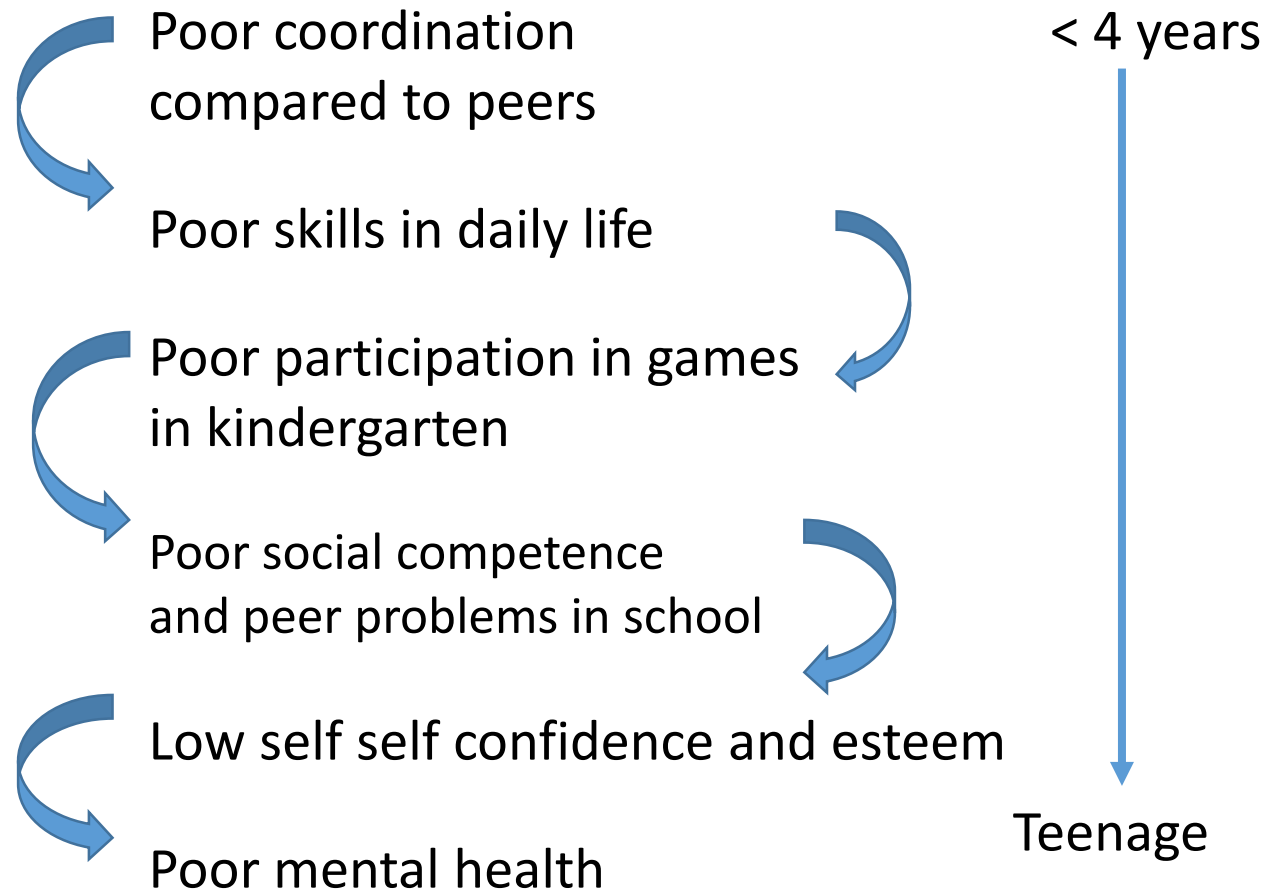 Poor coordination
compared to peers
< 4 years
Poor skills in daily life
Poor participation in games
in kindergarten
Poor social competence
and peer problems in school
Low self self confidence and esteem
Teenage
Poor mental health